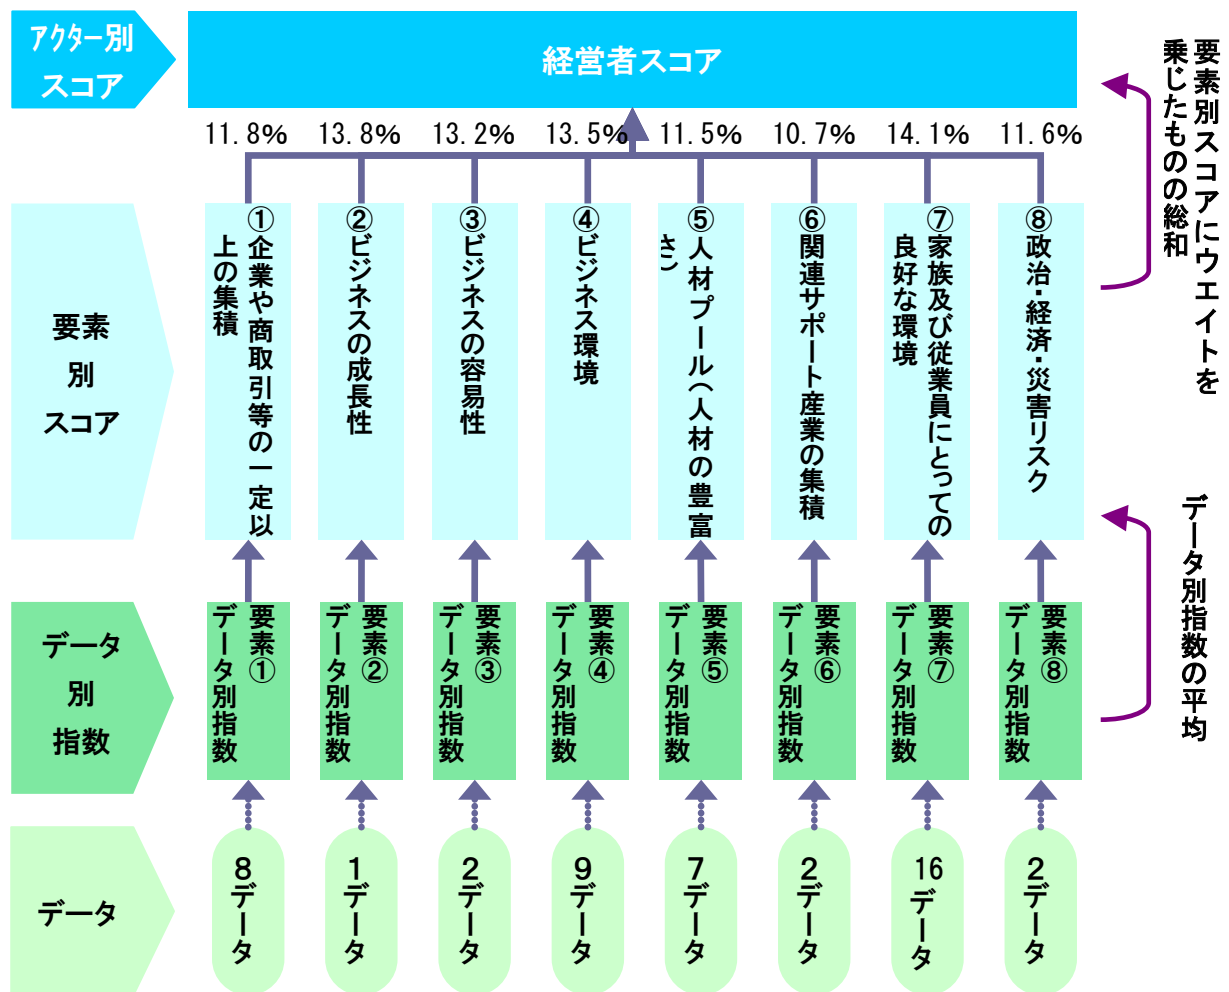 アクター別
スコア
経営者スコア
11.8%
13.8%
13.2%
13.5%
11.5%
10.7%
14.1%
11.6%
要素別スコアにウエイトを
乗じたものの総和
要素
別
スコア
①企業や商取引等の一定以
上の集積
②ビジネスの成長性
③ビジネスの容易性
④ビジネス環境
⑤人材プール(人材の豊富
さ)
⑥関連サポート産業の集積
⑦家族及び従業員にとっての
良好な環境
⑧政治・経済・災害リスク
データ別指数の平均
データ
別
指数
要素①
データ別指数
要素②
データ別指数
要素③
データ別指数
要素④
データ別指数
要素⑤
データ別指数
要素⑥
データ別指数
要素⑦
データ別指数
要素⑧
データ別指数
データ
8データ
1データ
2データ
9データ
7データ
2データ
16データ
2データ